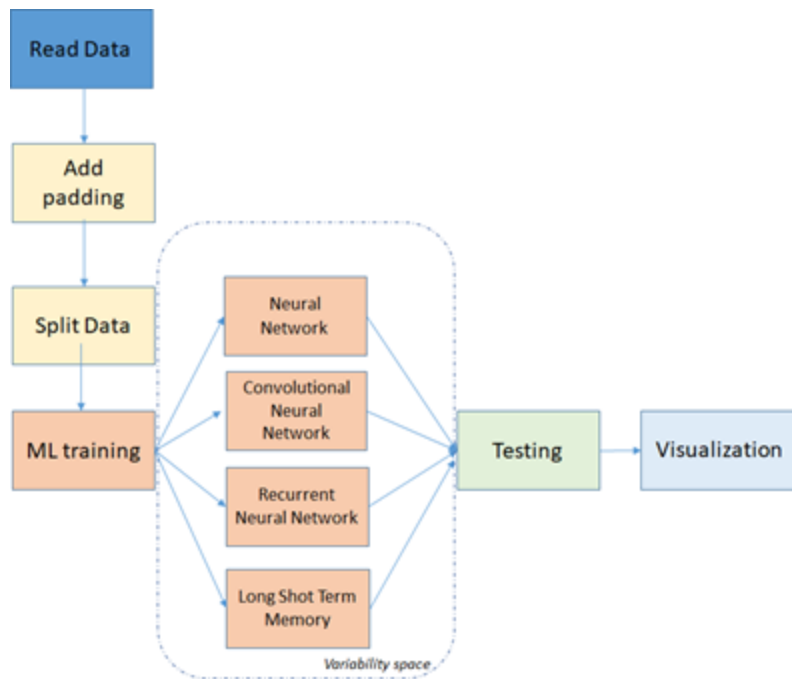 Read Data
Add
padding
Split Data
ML training
Neural
Network
Convolutional
Neural
Network
Recurrent
Neural Network
Long Shot Term
Memory
Variability space
Testing
Visualization